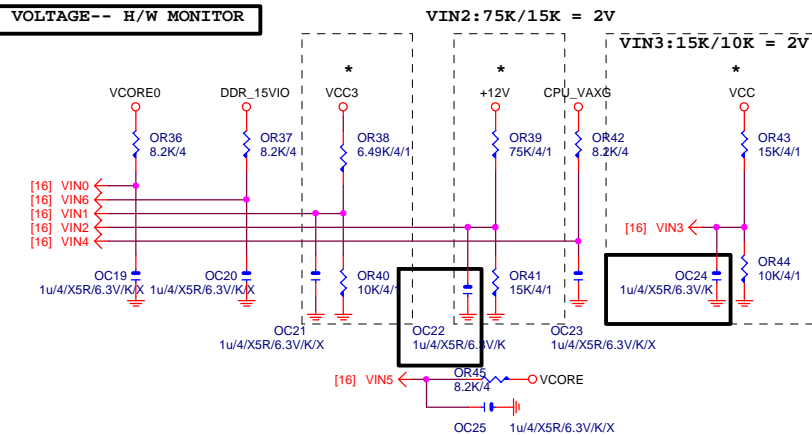 VOLTAGE-- H/W MONITOR
VIN2:75K/15K = 2V
VIN3:15K/10K = 2V
*
*
*
VCORE0
DDR_15VIO
VCC3
+12V
CPU_VAXG
VCC
OR36
8.2K/4
OR37
8.2K/4
OR38
6.49K/4/1
OR39
75K/4/1
OR42
8.2K/4
OR43
15K/4/1
[16] VIN0
[16] VIN6
[16] VIN1
[16] VIN2
[16] VIN4
[16] VIN3
OC19
1u/4/X5R/6.3V/K/X
OC20
1u/4/X5R/6.3V/K/X
OR40
10K/4/1
OR41
15K/4/1
OC24
1u/4/X5R/6.3V/K
OR44
10K/4/1
OC21
1u/4/X5R/6.3V/K/X
OC22
1u/4/X5R/6.3V/K
OC23
1u/4/X5R/6.3V/K/X
[16] VIN5
OR45
8.2K/4
VCORE
OC25
1u/4/X5R/6.3V/K/X